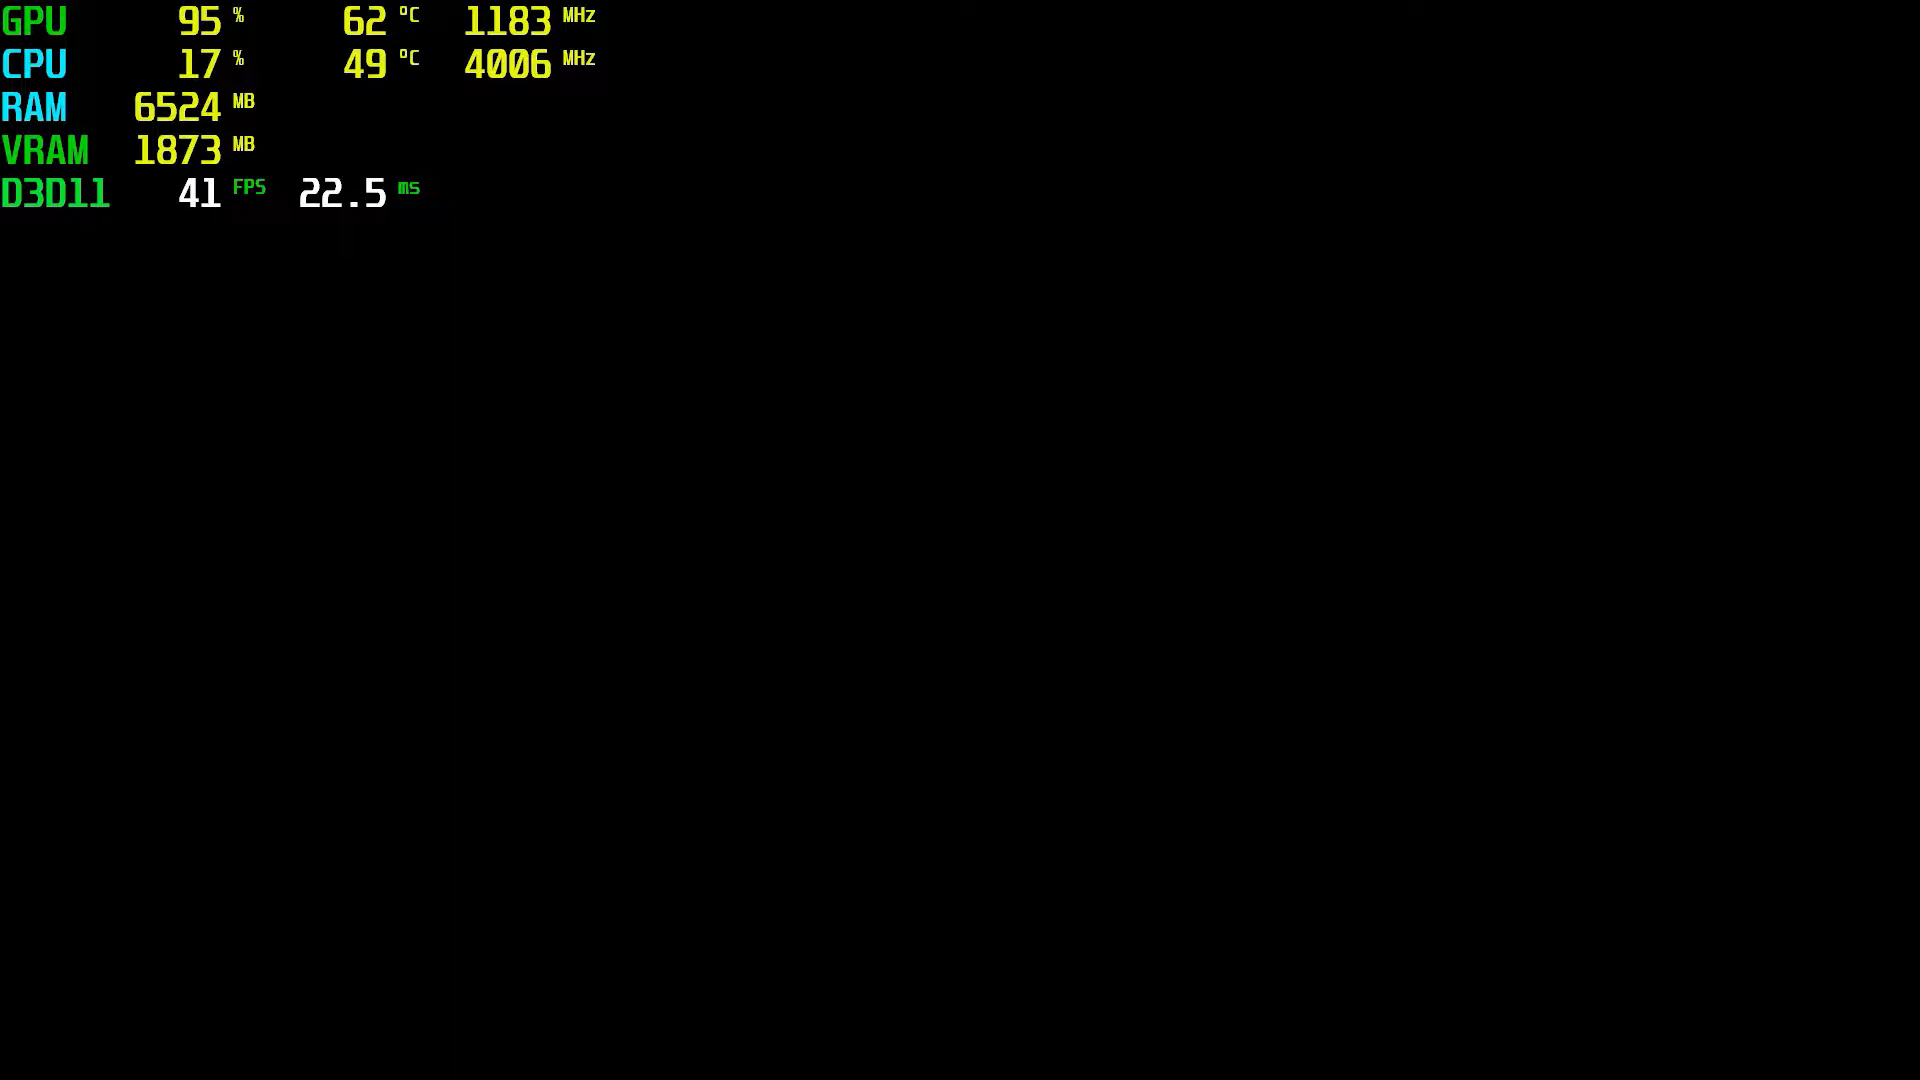 GPU 95 % 62 °C 1183 MHz
CPU 17 % 49 °C 4006 MHz
RAM 6524 MB
VRAM 1873 MB
D3D11 41 FPS 22.5 ms